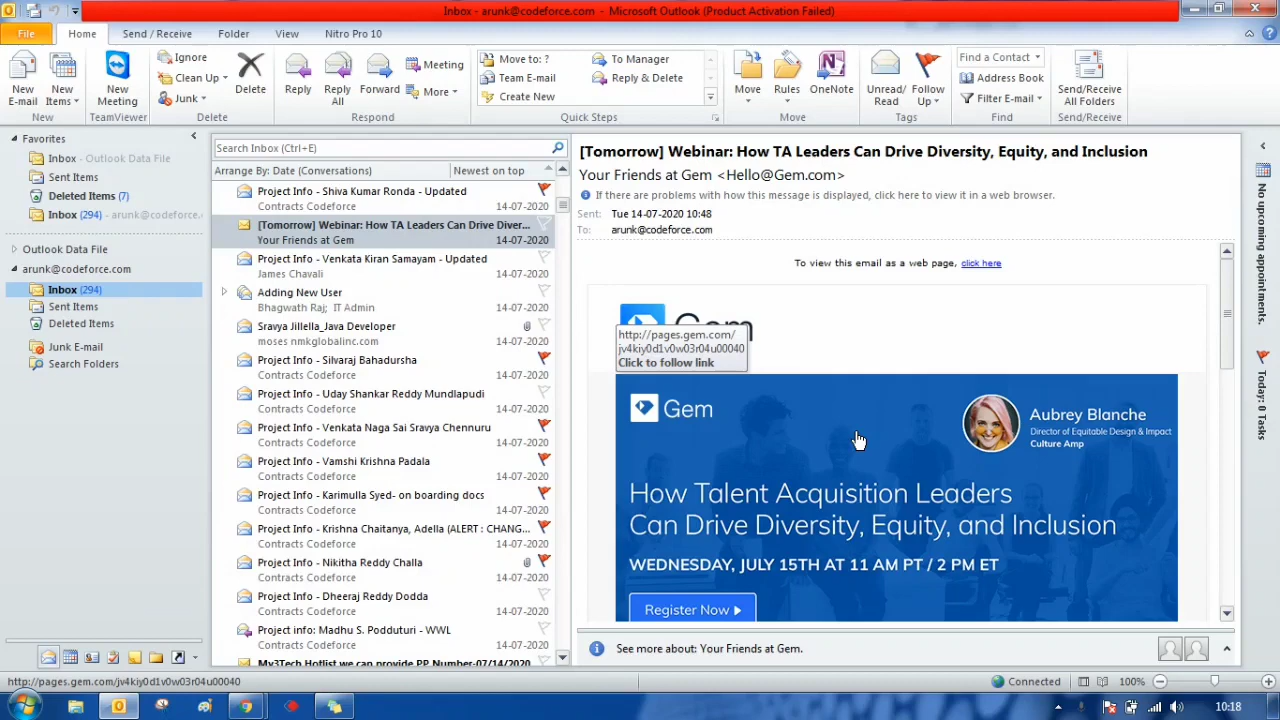 Inbox - arunk@codeforce.com - Microsoft Outlook (Product Activation Failed)
File Home Send / Receive Folder View Nitro Pro 10
New E-mail
New Items
New
New Meeting
TeamViewer
Ignore
Clean Up
Junk
Delete
Delete
Reply
Reply All
Forward
Meeting
More
Respond
Move to: ?
Team E-mail
Create New
To Manager
Reply & Delete
Quick Steps
Move
Rules
OneNote
Move
Unread/ Read
Follow Up
Tags
Find a Contact
Address Book
Filter E-mail
Find
Send/Receive All Folders
Send/Receive
Favorites
Inbox - Outlook Data File
Sent Items
Deleted Items (7)
Inbox (294) - arunk@codeforce.
Outlook Data File
arunk@codeforce.com
Inbox (294)
Sent Items
Deleted Items
Junk E-mail
Search Folders
Search Inbox (Ctrl+E)
Arrange By: Date (Conversations) Newest on top
Project Info - Shiva Kumar Ronda - Updated
Contracts Codeforce 14-07-2020
[Tomorrow] Webinar: How TA Leaders Can Drive Diver...
Your Friends at Gem 14-07-2020
Project Info - Venkata Kiran Samayam - Updated
James Chavali 14-07-2020
Adding New User
Bhagwath Raj; IT Admin 14-07-2020
Sravya Jillella_Java Developer
moses nmkglobalinc.com 14-07-2020
Project Info - Silvaraj Bahadursha
Contracts Codeforce 14-07-2020
Project Info - Uday Shankar Reddy Mundlapudi
Contracts Codeforce 14-07-2020
Project Info - Venkata Naga Sai Sravya Chennuru
Contracts Codeforce 14-07-2020
Project Info - Vamshi Krishna Padala
Contracts Codeforce 14-07-2020
Project Info - Karimulla Syed- on boarding docs
Contracts Codeforce 14-07-2020
Project Info - Krishna Chaitanya, Adella (ALERT : CHANG...
Contracts Codeforce 14-07-2020
Project Info - Nikitha Reddy Challa
Contracts Codeforce 14-07-2020
Project Info - Dheeraj Reddy Dodda
Contracts Codeforce 14-07-2020
Project info: Madhu S. Podduturi - WWL
Contracts Codeforce 14-07-2020
My3Tech Hotlist we can provide PP Number-07/14/2020
[Tomorrow] Webinar: How TA Leaders Can Drive Diversity, Equity, and Inclusion
Your Friends at Gem <Hello@Gem.com>
If there are problems with how this message is displayed, click here to view it in a web browser.
Sent: Tue 14-07-2020 10:48
To: arunk@codeforce.com
To view this email as a web page, click here
Gem
http://pages.gem.com/
jv4kiy0d1v0w03r04u00040
Click to follow link
Gem
Aubrey Blanche
Director of Equitable Design & Impact
Culture Amp
How Talent Acquisition Leaders
Can Drive Diversity, Equity, and Inclusion
WEDNESDAY, JULY 15TH AT 11 AM PT / 2 PM ET
Register Now
See more about: Your Friends at Gem.
No upcoming appointments.
Today: 0 Tasks
http://pages.gem.com/jv4kiy0d1v0w03r04u00040
Connected
100%
10:18